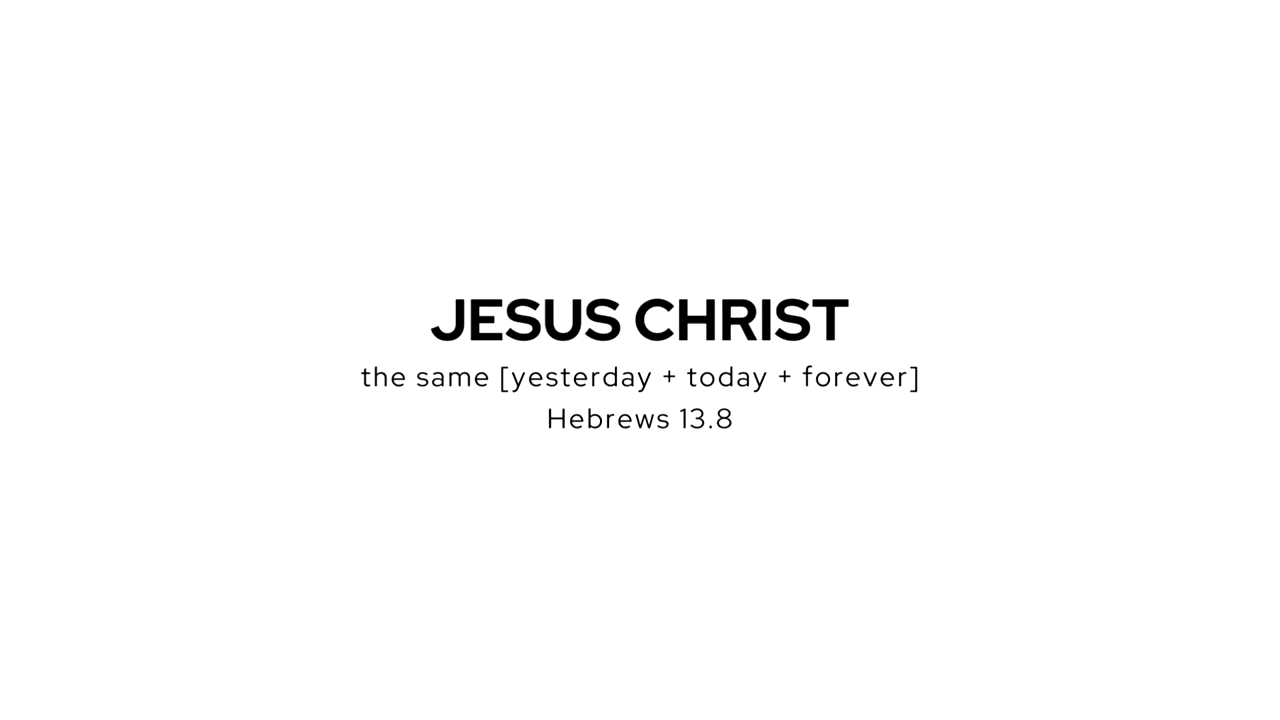 JESUS CHRIST
the same [yesterday + today + forever]
Hebrews 13.8